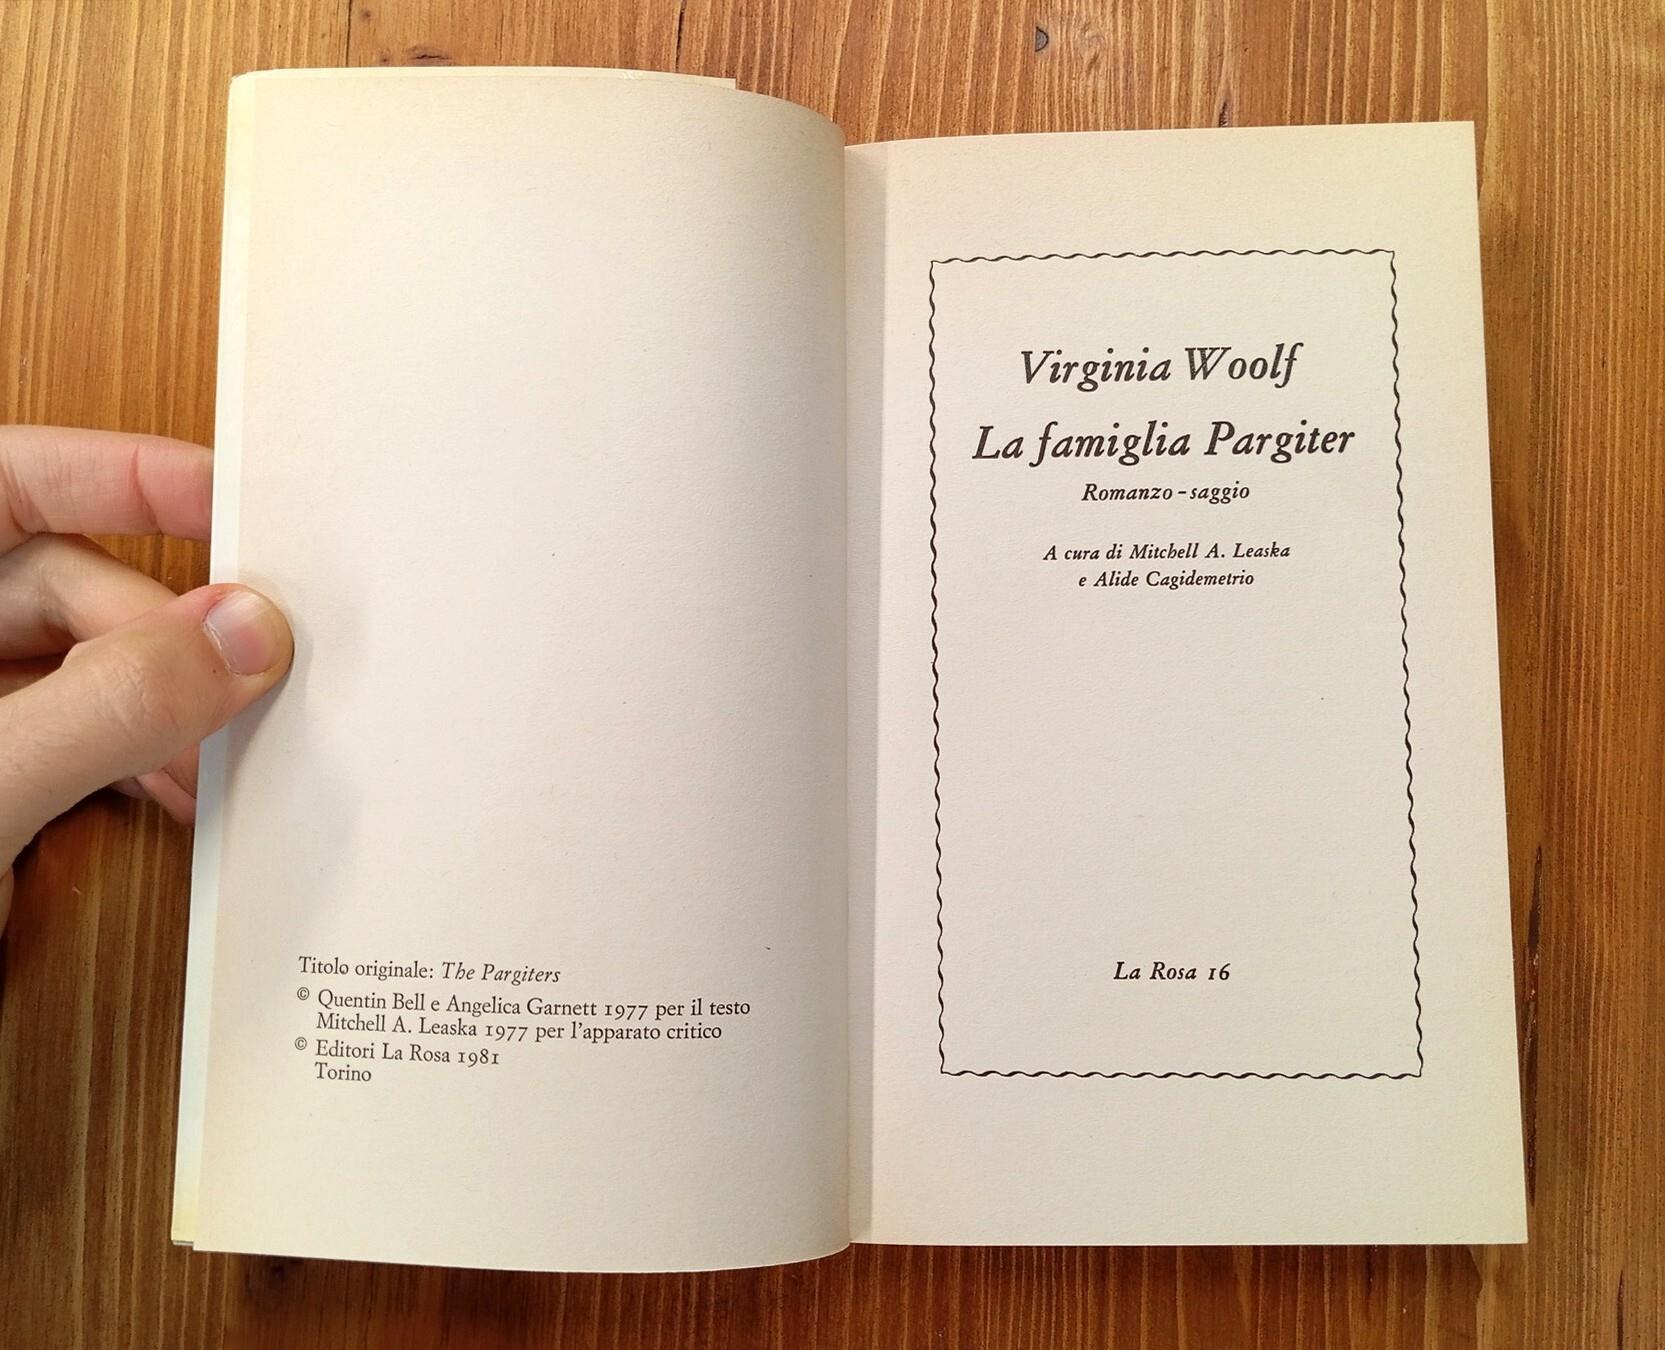 Titolo originale: The Pargiters
© Quentin Bell e Angelica Garnett 1977 per il testo
Mitchell A. Leaska 1977 per l'apparato critico
© Editori La Rosa 1981
Torino
Virginia Woolf
La famiglia Pargiter
Romanzo - saggio
A cura di Mitchell A. Leaska
e Alide Cagidemetrio
La Rosa 16